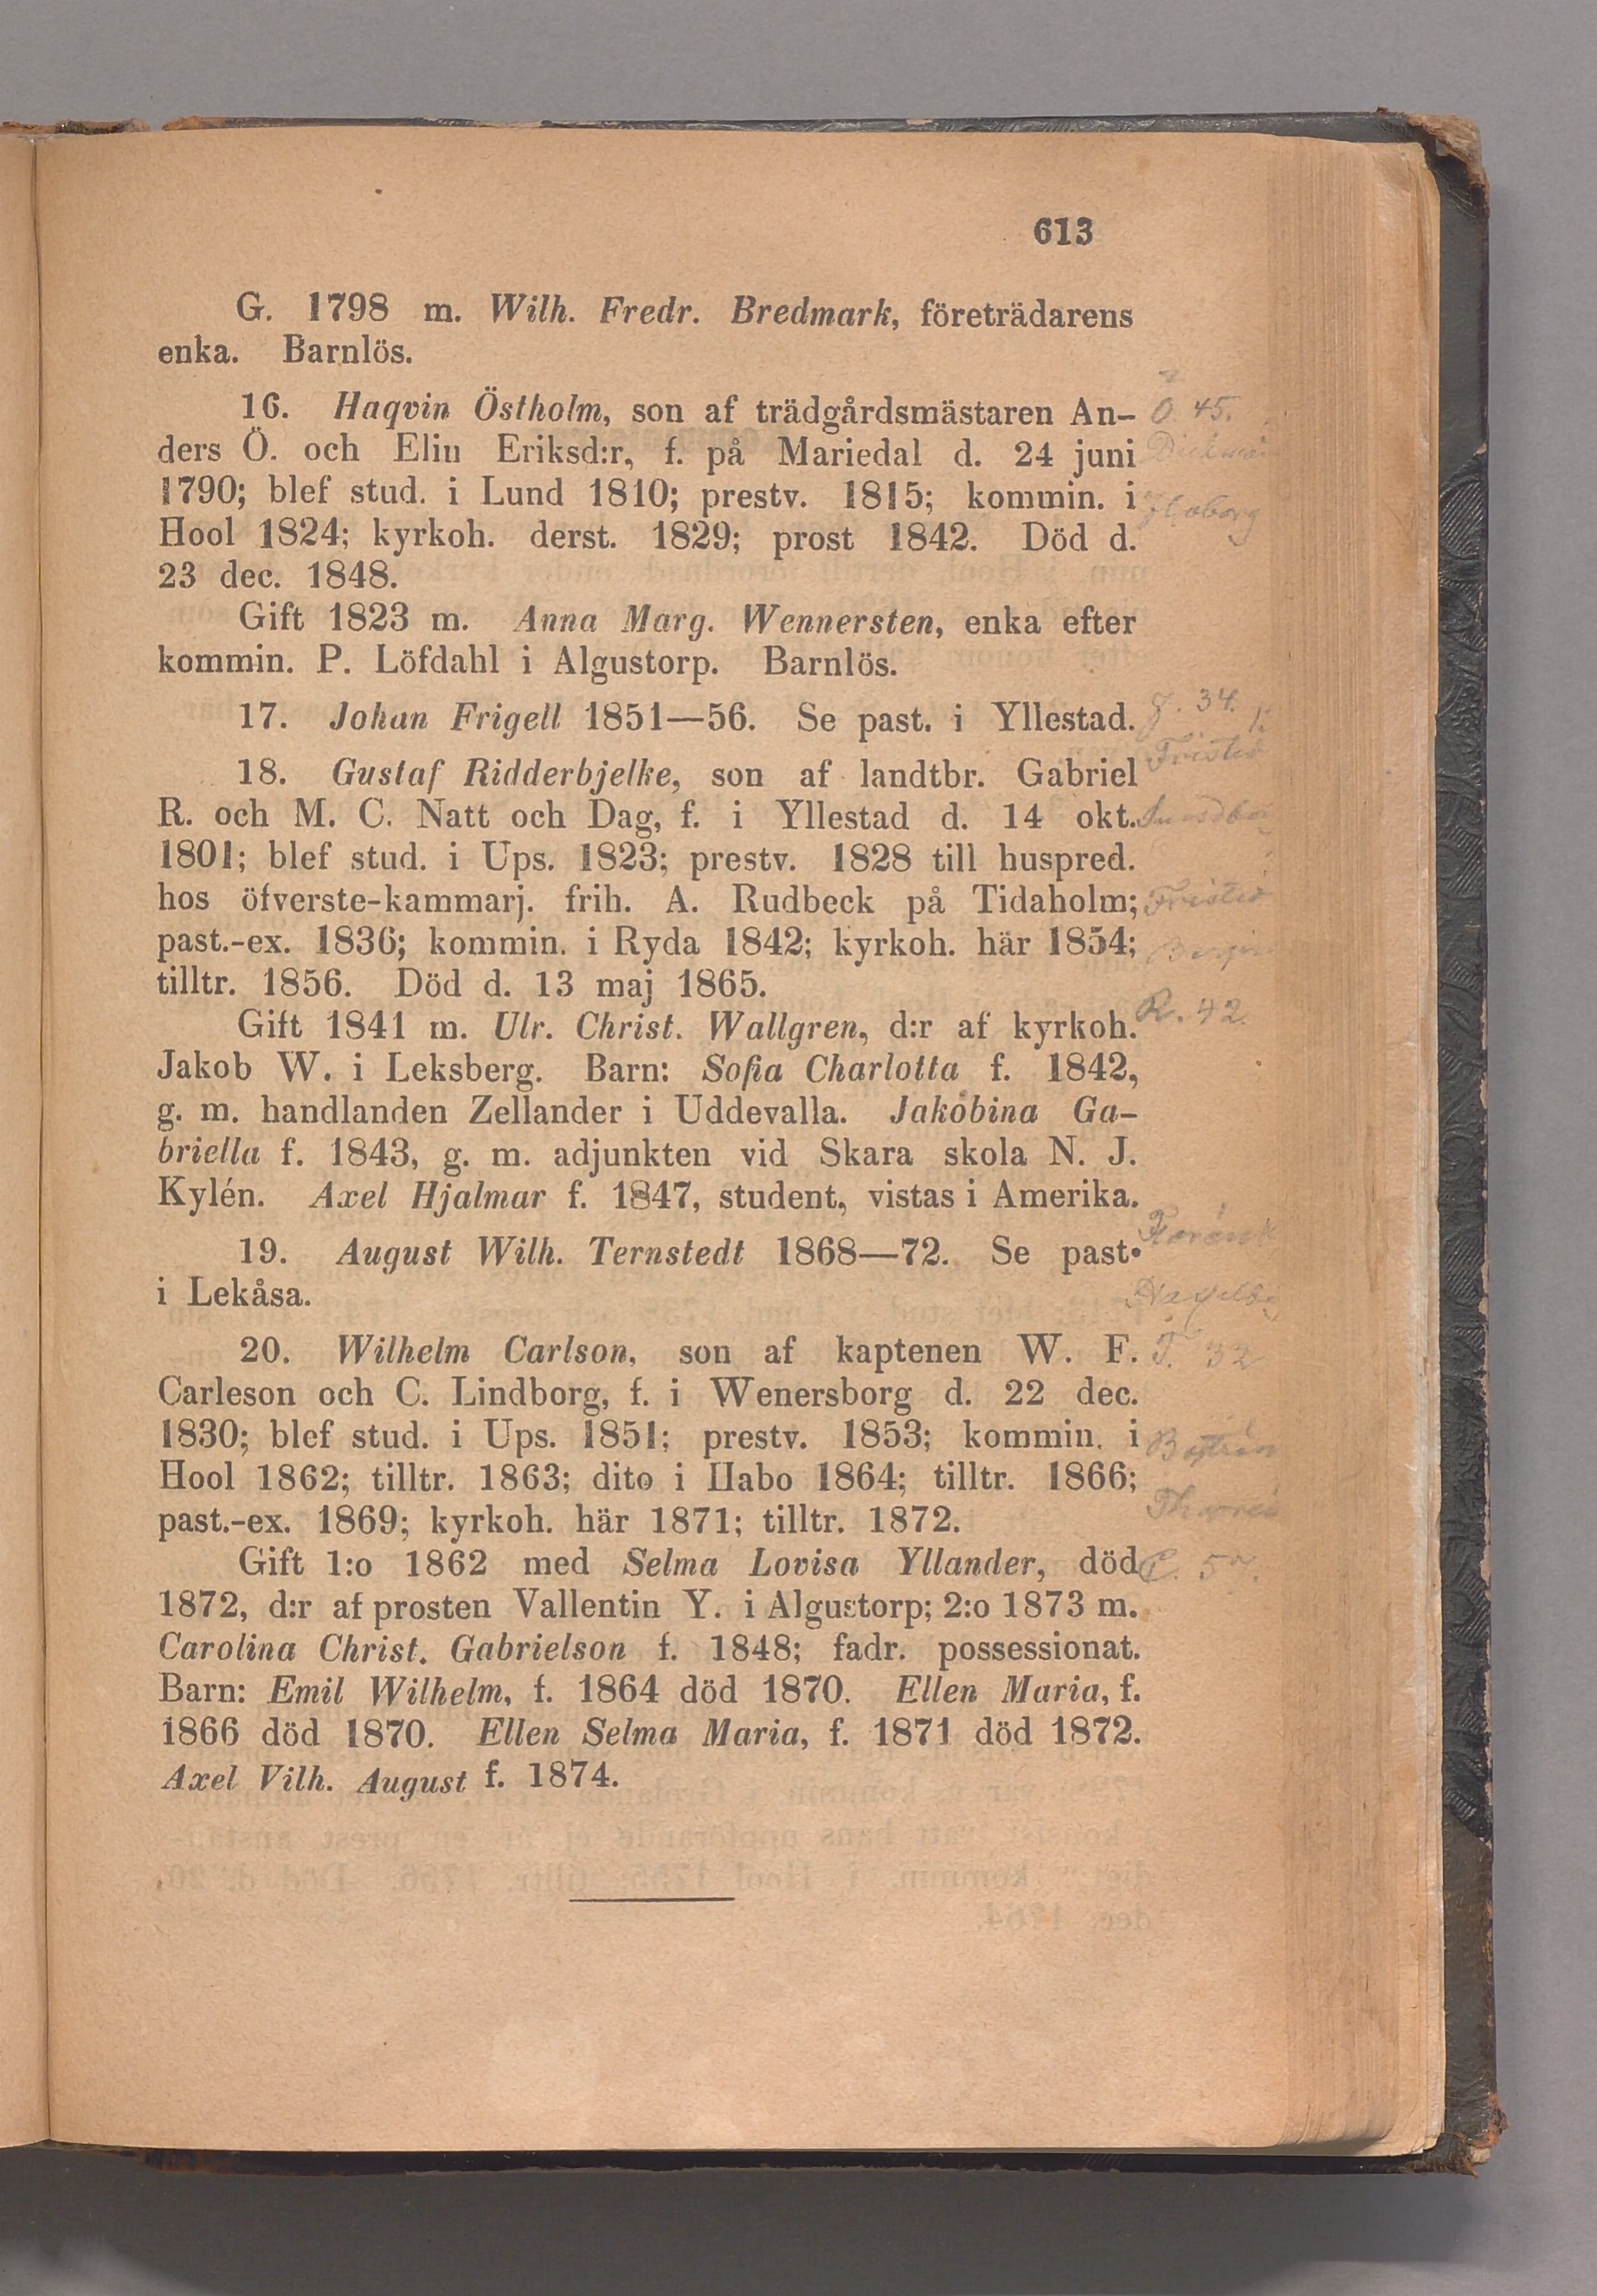 613
G. 1798 m. Wilh. Fredr. Bredmark, företrädarens
enka. Barnlös.
16. Haqvin Östholm, son af trädgårdsmästaren An-
ders Ö. och Elin Eriksd:r, f. på Mariedal d. 24 juni
1790; blef stud. i Lund 1810; prestv. 1815; kommin. i
Hool 1824; kyrkoh. derst. 1829; prost 1842. Död d.
23 dec. 1848.
Gift 1823 m. Anna Marg. Wennersten, enka efter
kommin. P. Löfdahl i Algustorp. Barnlös.
17. Johan Frigell 1851—56. Se past. i Yllestad.
18. Gustaf Ridderbjelke, son af landtbr. Gabriel
R. och M. C. Natt och Dag, f. i Yllestad d. 14 okt.
1801; blef stud. i Ups. 1823; prestv. 1828 till huspred.
hos öfverste-kammarj. frih. A. Rudbeck på Tidaholm;
past.-ex. 1836; kommin. i Ryda 1842; kyrkoh. här 1854;
tilltr. 1856. Död d. 13 maj 1865.
Gift 1841 m. Ulr. Christ. Wallgren, d:r af kyrkoh.
Jakob W. i Leksberg. Barn: Sofia Charlotta f. 1842,
g. m. handlanden Zellander i Uddevalla. Jakobina Ga-
briella f. 1843, g. m. adjunkten vid Skara skola N. J.
Kylén. Axel Hjalmar f. 1847, student, vistas i Amerika.
19. August Wilh. Ternstedt 1868—72. Se past.
i Lekåsa.
20. Wilhelm Carlson, son af kaptenen W. F.
Carleson och C. Lindborg, f. i Wenersborg d. 22 dec.
1830; blef stud. i Ups. 1851; prestv. 1853; kommin. i
Hool 1862; tilltr. 1863; dito i Habo 1864; tilltr. 1866;
past.-ex. 1869; kyrkoh. här 1871; tilltr. 1872.
Gift 1:o 1862 med Selma Lovisa Yllander, död
1872, d:r af prosten Vallentin Y. i Algustorp; 2:o 1873 m.
Carolina Christ. Gabrielson f. 1848; fadr. possessionat.
Barn: Emil Wilhelm, f. 1864 död 1870. Ellen Maria, f.
1866 död 1870. Ellen Selma Maria, f. 1871 död 1872.
Axel Vilh. August f. 1874.
Ö. 45.
34.
R. 42.
T. 32